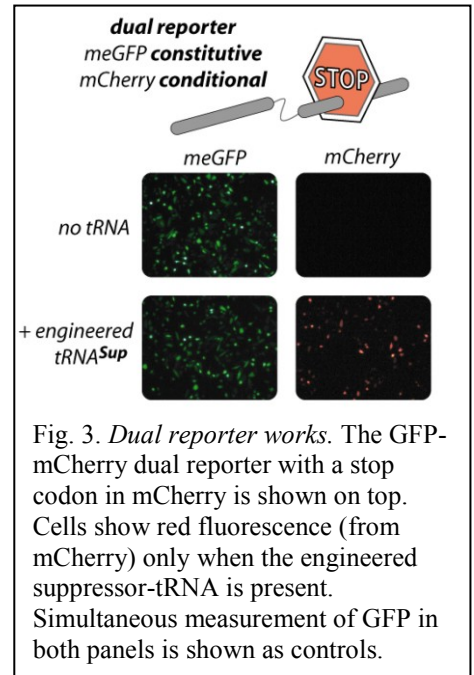 dual reporter
meGFP constitutive
mCherry conditional
STOP
meGFP mCherry
no tRNA
+ engineered
tRNASup
Fig. 3. Dual reporter works. The GFP-
mCherry dual reporter with a stop
codon in mCherry is shown on top.
Cells show red fluorescence (from
mCherry) only when the engineered
suppressor-tRNA is present.
Simultaneous measurement of GFP in
both panels is shown as controls.